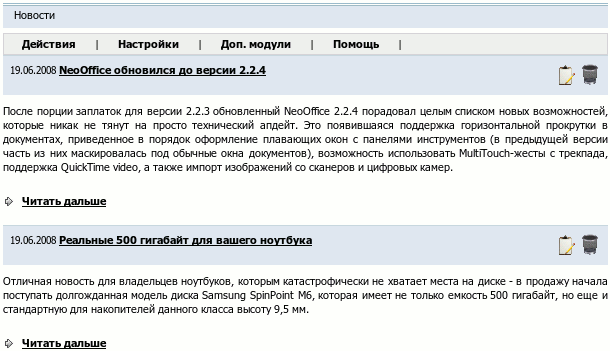 Новости
Действия | Настройки | Доп. модули | Помощь |
19.06.2008 NeoOffice обновился до версии 2.2.4
После порции заплаток для версии 2.2.3 обновленный NeoOffice 2.2.4 порадовал целым списком новых возможностей,
которые никак не тянут на просто технический апдейт. Это появившаяся поддержка горизонтальной прокрутки в
документах, приведенное в порядок оформление плавающих окон с панелями инструментов (в предыдущей версии
часть из них маскировалась под обычные окна документов), возможность использовать MultiTouch-жесты с трекпада,
поддержка QuickTime video, а также импорт изображений со сканеров и цифровых камер.
Читать дальше
19.06.2008 Реальные 500 гигабайт для вашего ноутбука
Отличная новость для владельцев ноутбуков, которым катастрофически не хватает места на диске - в продажу начала
поступать долгожданная модель диска Samsung SpinPoint M6, которая имеет не только емкость 500 гигабайт, но еще и
стандартную для накопителей данного класса высоту 9,5 мм.
Читать дальше